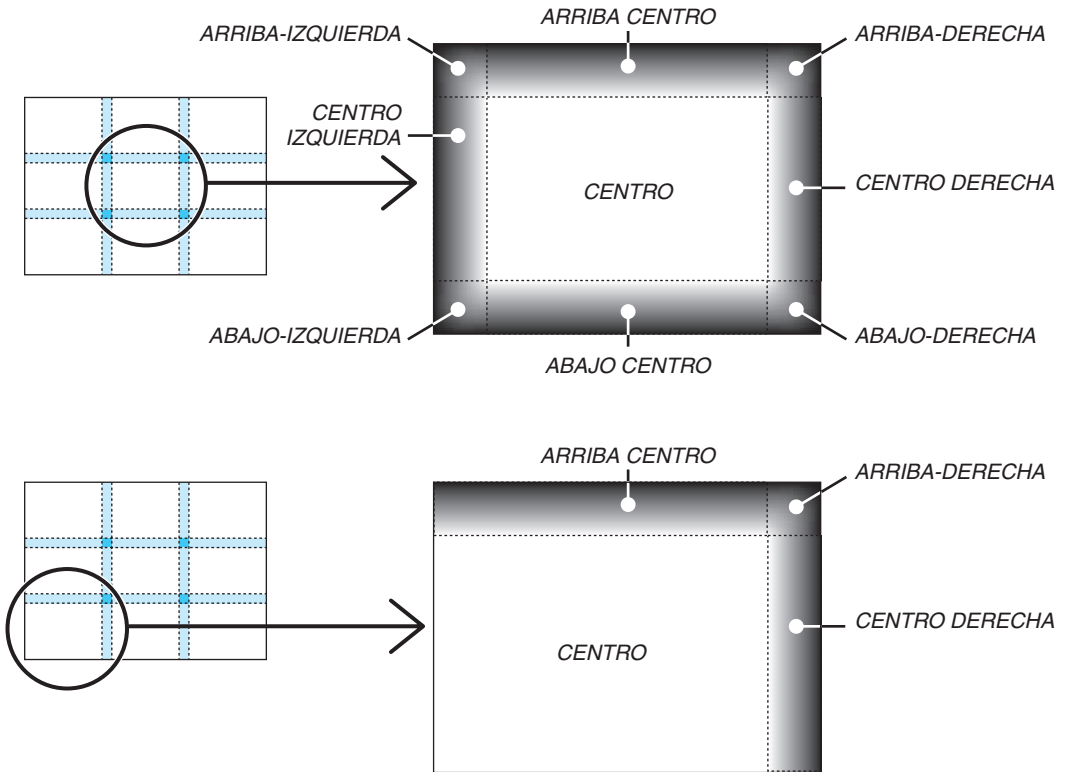 ARRIBA CENTRO
ARRIBA-IZQUIERDA
ARRIBA-DERECHA
CENTRO
IZQUIERDA
CENTRO
CENTRO DERECHA
ABAJO-IZQUIERDA
ABAJO-DERECHA
ABAJO CENTRO
ARRIBA CENTRO
ARRIBA-DERECHA
CENTRO
CENTRO DERECHA